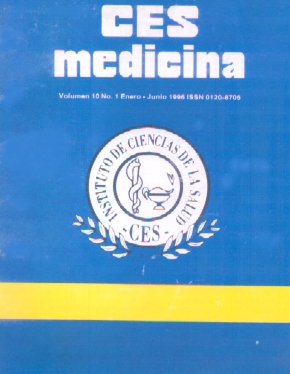 CES
medicina
Volumen 10 No. 1 Enero - Junio 1996 ISSN 0120-8705
INSTITUTO DE CIENCIAS DE LA SALUD
-CES-